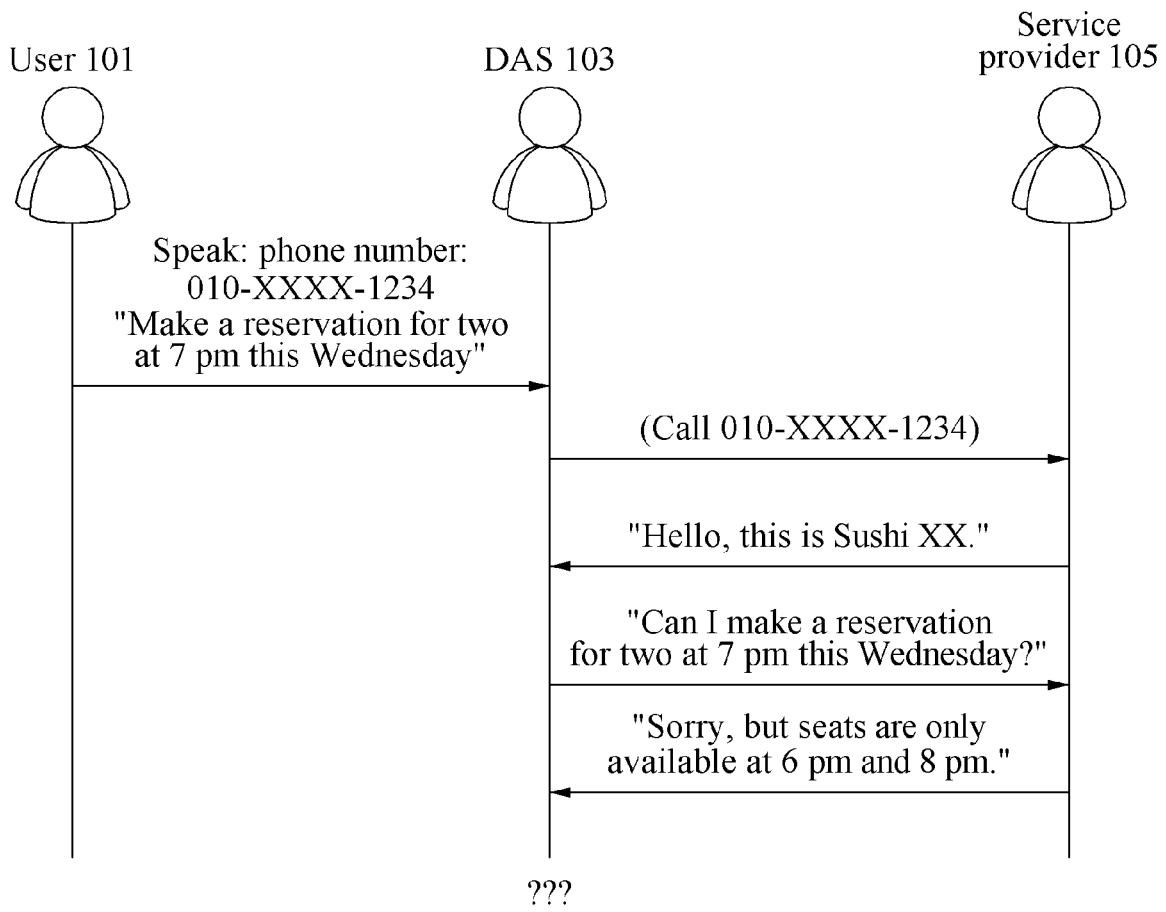 User 101
DAS 103
Service
provider 105
Speak: phone number:
010-XXXX-1234
"Make a reservation for two
at 7 pm this Wednesday"
(Call 010-XXXX-1234)
"Hello, this is Sushi XX."
"Can I make a reservation
for two at 7 pm this Wednesday?"
"Sorry, but seats are only
available at 6 pm and 8 pm."
???